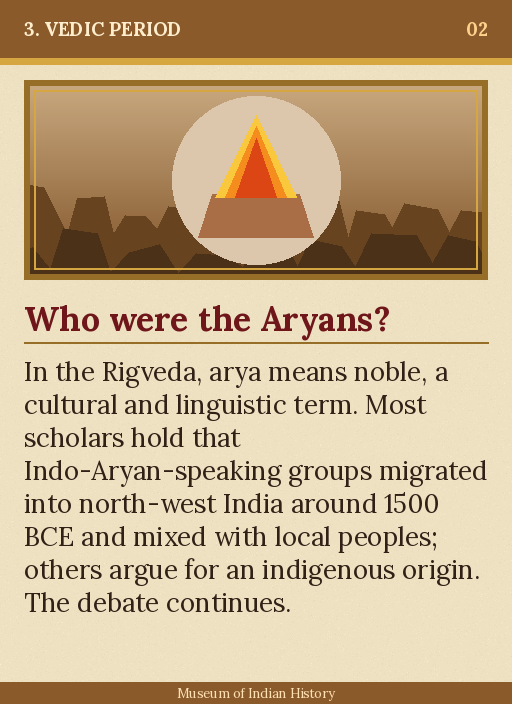 3. VEDIC PERIOD
02
Who were the Aryans?
In the Rigveda, arya means noble, a
cultural and linguistic term. Most
scholars hold that
Indo-Aryan-speaking groups migrated
into north-west India around 1500
BCE and mixed with local peoples;
others argue for an indigenous origin.
The debate continues.
Museum of Indian History